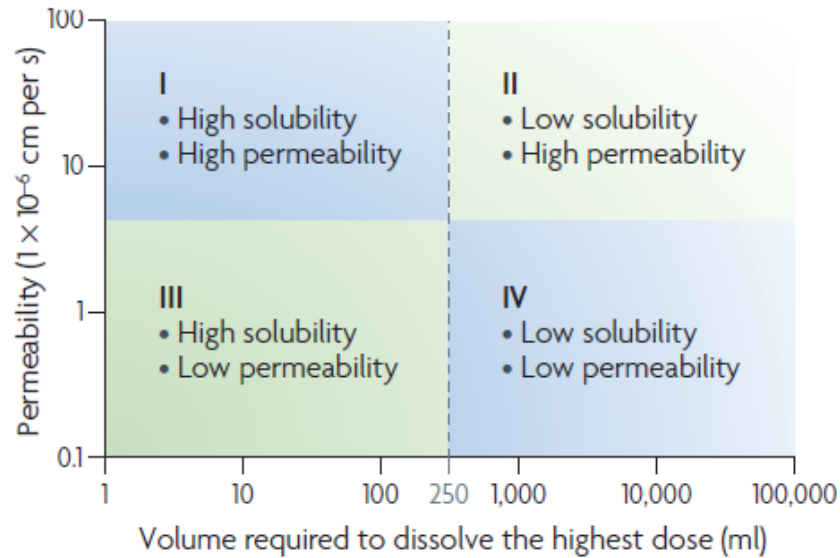 100
10
1
0.1
Permeability (1 × 10⁻⁶ cm per s)
I
• High solubility
• High permeability
II
• Low solubility
• High permeability
III
• High solubility
• Low permeability
IV
• Low solubility
• Low permeability
1 10 100 250 1,000 10,000 100,000
Volume required to dissolve the highest dose (ml)